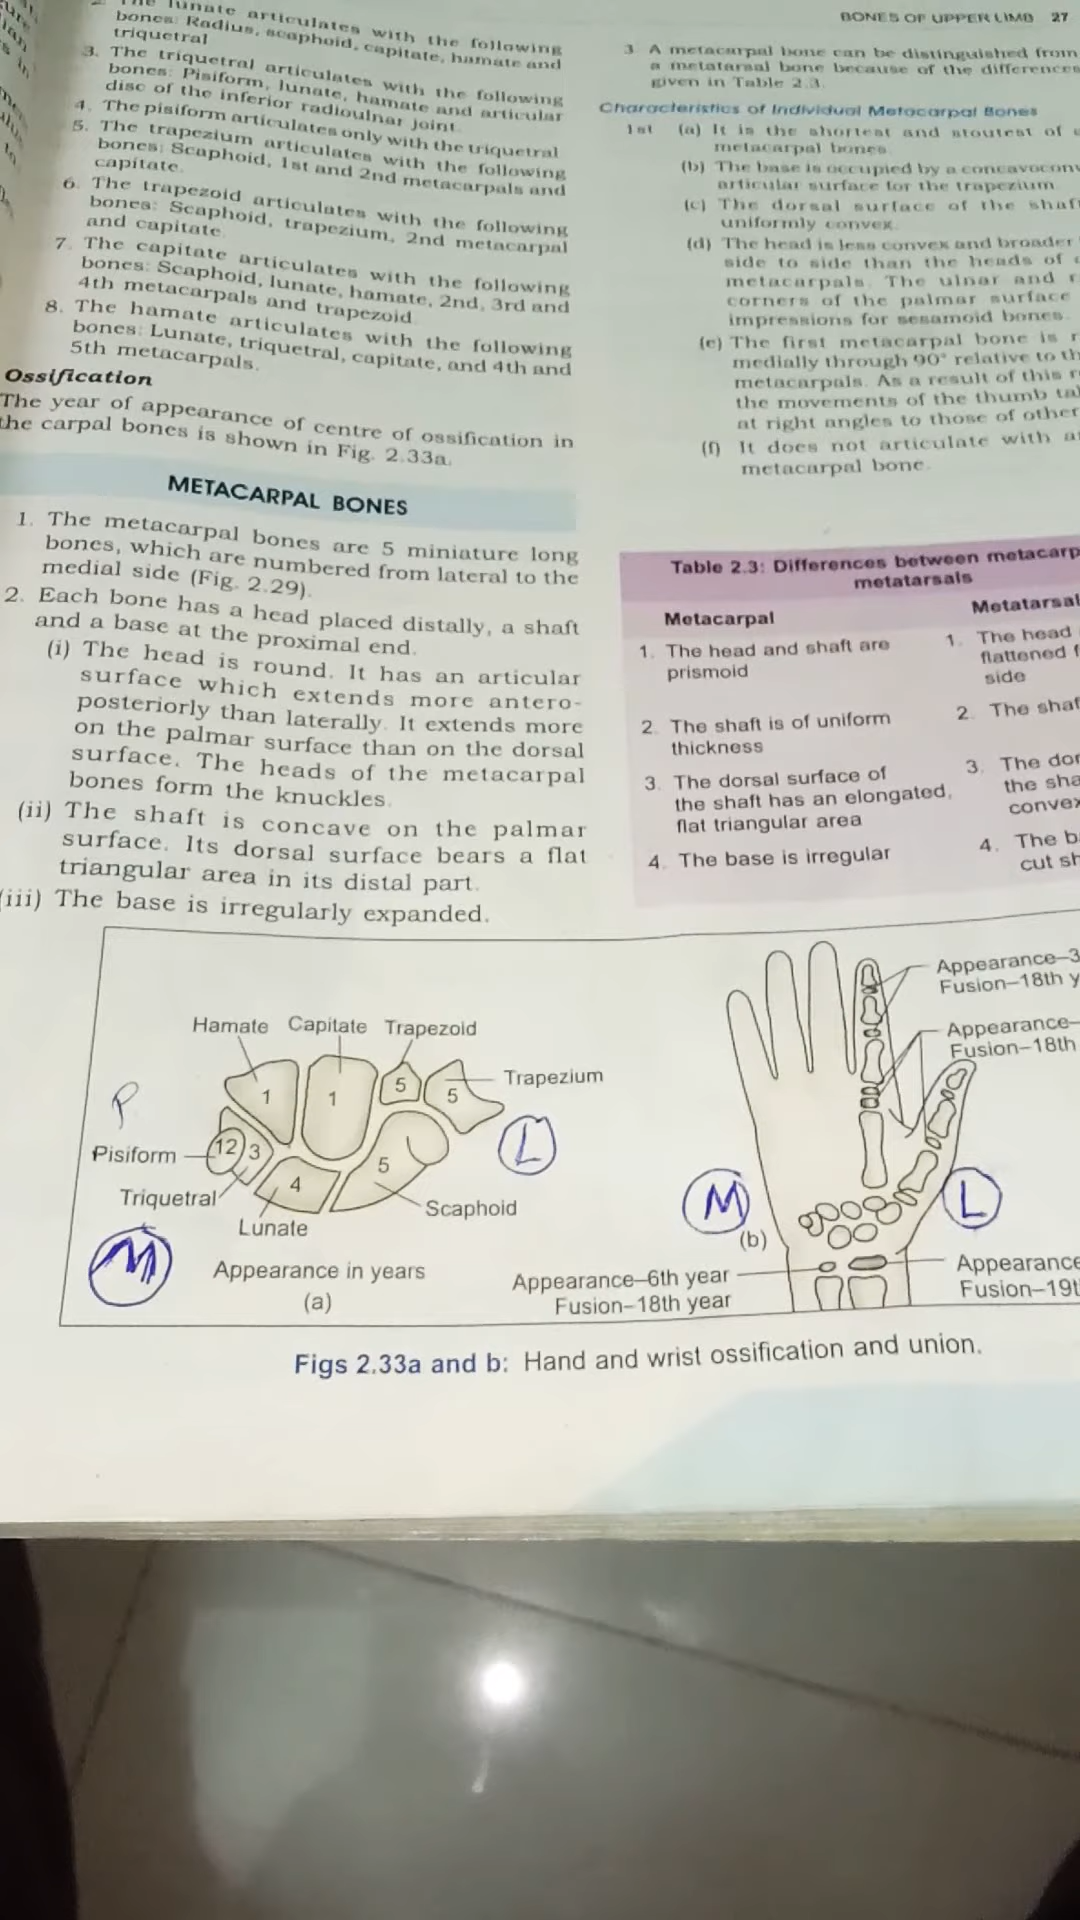 BONES OF UPPER LIMB 27
lunate articulates with the following
bones: Radius, scaphoid, capitate, hamate and
triquetral
3. The triquetral articulates with the following
bones: Pisiform, lunate, hamate and articular
disc of the inferior radioulnar joint.
4. The pisiform articulates only with the triquetral
5. The trapezium articulates with the following
bones: Scaphoid, 1st and 2nd metacarpals and
capitate.
6. The trapezoid articulates with the following
bones: Scaphoid, trapezium, 2nd metacarpal
and capitate
7. The capitate articulates with the following
bones: Scaphoid, lunate, hamate, 2nd, 3rd and
4th metacarpals and trapezoid
8. The hamate articulates with the following
bones: Lunate, triquetral, capitate, and 4th and
5th metacarpals.
Ossification
The year of appearance of centre of ossification in
the carpal bones is shown in Fig. 2.33a.
METACARPAL BONES
1. The metacarpal bones are 5 miniature long
bones, which are numbered from lateral to the
medial side (Fig. 2.29).
2. Each bone has a head placed distally, a shaft
and a base at the proximal end.
(i) The head is round. It has an articular
surface which extends more antero-
posteriorly than laterally. It extends more
on the palmar surface than on the dorsal
surface. The heads of the metacarpal
bones form the knuckles.
(ii) The shaft is concave on the palmar
surface. Its dorsal surface bears a flat
triangular area in its distal part.
(iii) The base is irregularly expanded.
3 A metacarpal bone can be distinguished from
a metatarsal bone because of the differences
given in Table 2.3.
Characteristics of Individual Metacarpal Bones
1st (a) It is the shortest and stoutest of
metacarpal bones.
(b) The base is occupied by a concavoconv
articular surface for the trapezium.
(c) The dorsal surface of the shaf
uniformly convex.
(d) The head is less convex and broader
side to side than the heads of
metacarpals. The ulnar and
corners of the palmar surface
impressions for sesamoid bones.
(e) The first metacarpal bone is
medially through 90° relative to th
metacarpals. As a result of this
the movements of the thumb tal
at right angles to those of other
(f) It does not articulate with a
metacarpal bone.
Table 2.3: Differences between metacarp
metatarsals
Metacarpal Metatarsal
1. The head and shaft are
prismoid
1. The head
flattened f
side
2. The shaft is of uniform
thickness
2. The shaf
3. The dorsal surface of
the shaft has an elongated,
flat triangular area
3. The dor
the sha
convex
4. The base is irregular
4. The b
cut sh
Hamate Capitate Trapezoid
Trapezium
1 1 5 5
P
L
Pisiform 12 3 5
4
Triquetral
Scaphoid
Lunate
M
Appearance in years
(a)
Appearance–3
Fusion–18th y
Appearance–
Fusion–18th
M
L
(b)
Appearance–6th year
Fusion–18th year
Appearance
Fusion–19t
Figs 2.33a and b: Hand and wrist ossification and union.